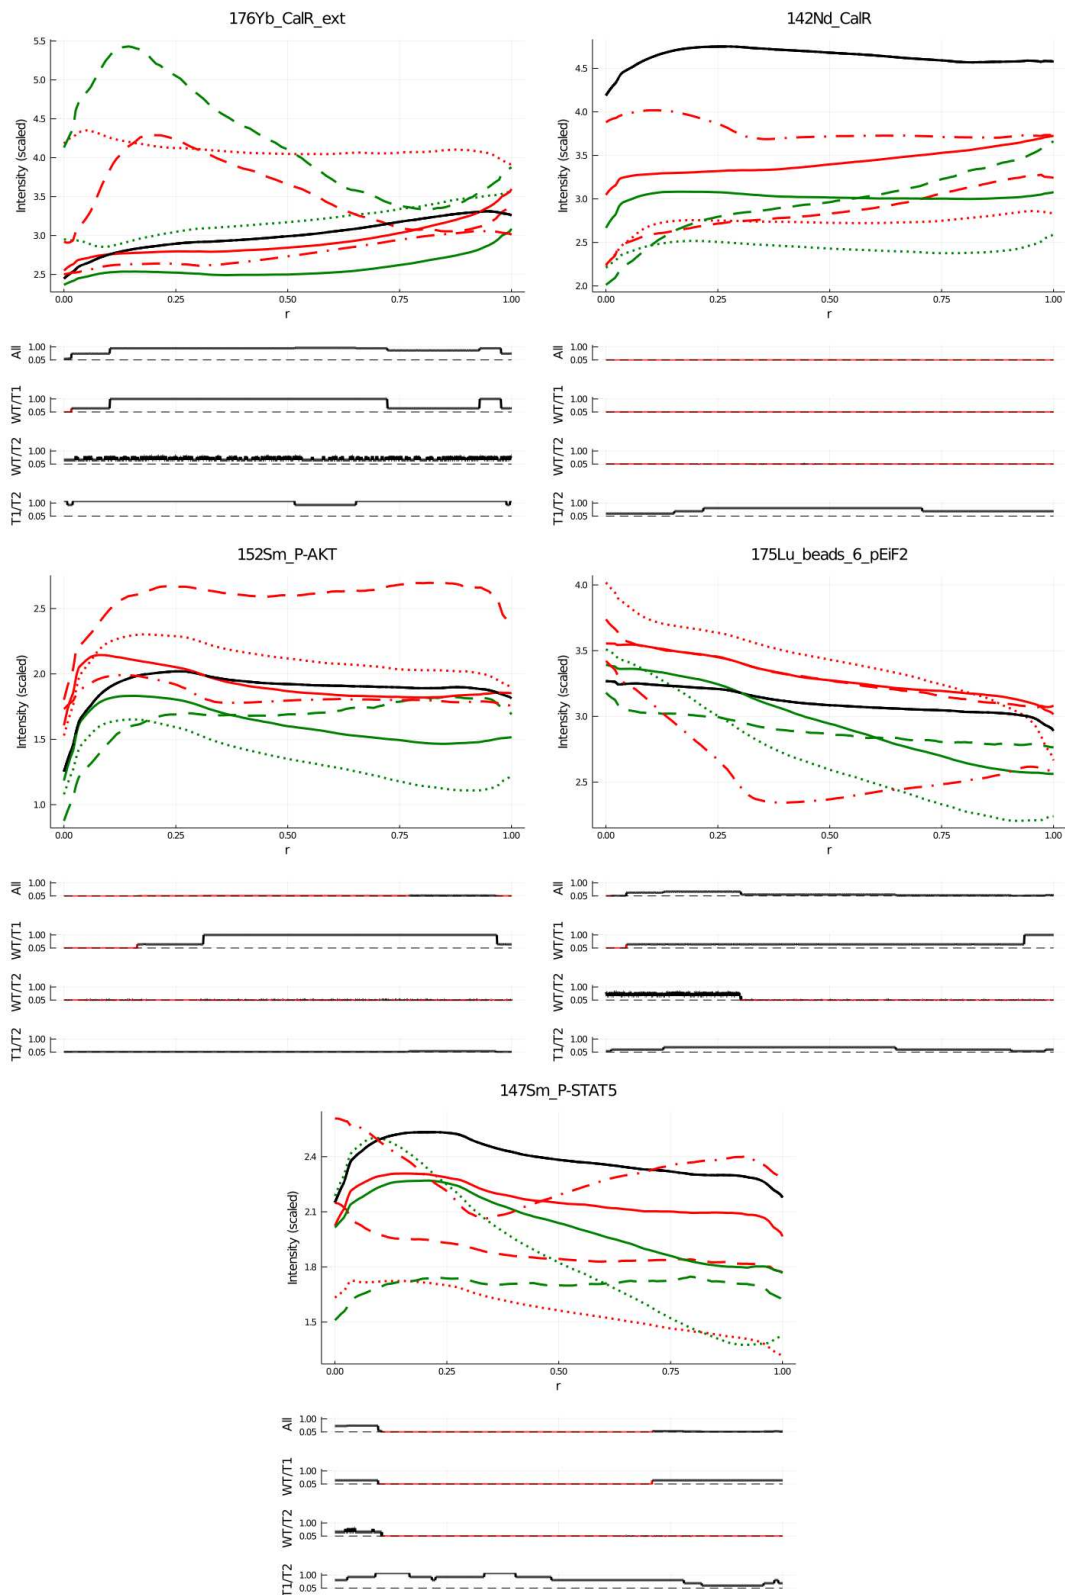 176Yb_CalR_ext
5.5
5.0
4.5
4.0
3.5
3.0
2.5
Intensity (scaled)
0.00 0.25 0.50 0.75 1.00
r
All 1.00 0.05
WT/T1 1.00 0.05
WT/T2 1.00 0.05
T1/T2 1.00 0.05
142Nd_CalR
4.5
4.0
3.5
3.0
2.5
2.0
Intensity (scaled)
0.00 0.25 0.50 0.75 1.00
r
All 1.00 0.05
WT/T1 1.00 0.05
WT/T2 1.00 0.05
T1/T2 1.00 0.05
152Sm_P-AKT
2.5
2.0
1.5
1.0
Intensity (scaled)
0.00 0.25 0.50 0.75 1.00
r
All 1.00 0.05
WT/T1 1.00 0.05
WT/T2 1.00 0.05
T1/T2 1.00 0.05
175Lu_beads_6_pEiF2
4.0
3.5
3.0
2.5
Intensity (scaled)
0.00 0.25 0.50 0.75 1.00
r
All 1.00 0.05
WT/T1 1.00 0.05
WT/T2 1.00 0.05
T1/T2 1.00 0.05
147Sm_P-STAT5
2.4
2.1
1.8
1.5
Intensity (scaled)
0.00 0.25 0.50 0.75 1.00
r
All 1.00 0.05
WT/T1 1.00 0.05
WT/T2 1.00 0.05
T1/T2 1.00 0.05